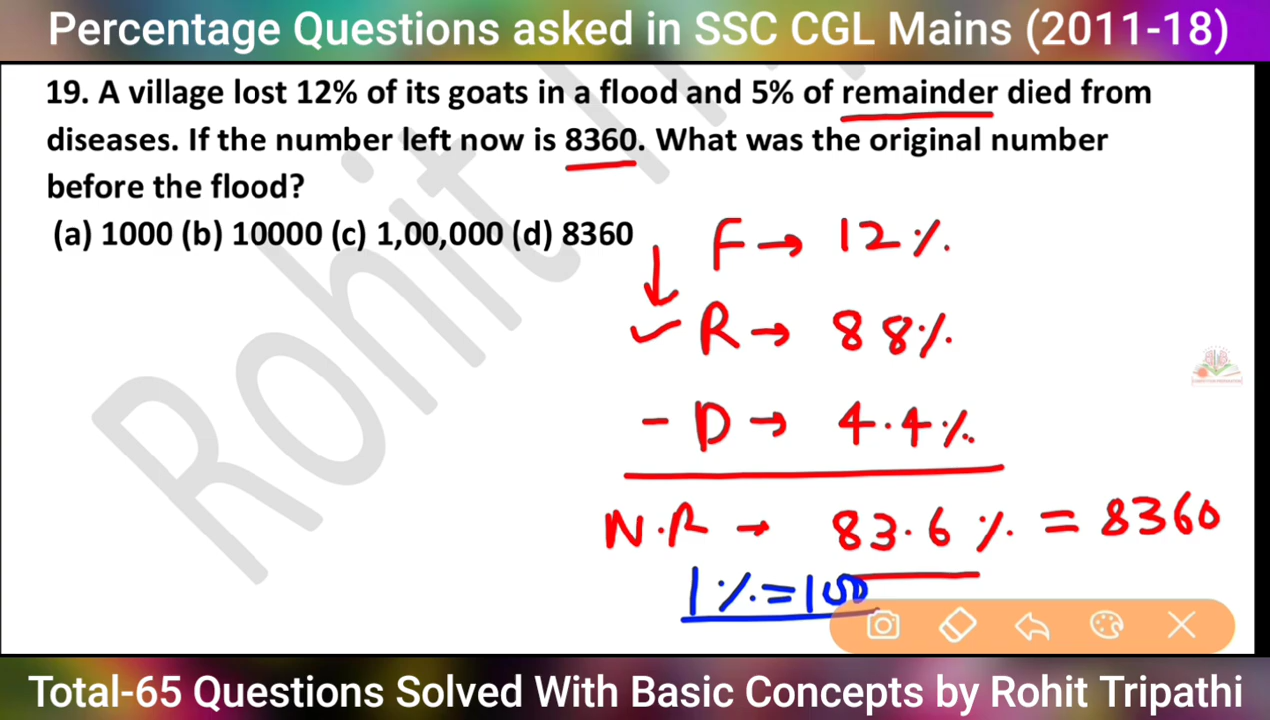 Percentage Questions asked in SSC CGL Mains (2011-18)
19. A village lost 12% of its goats in a flood and 5% of remainder died from
diseases. If the number left now is 8360. What was the original number
before the flood?
(a) 1000 (b) 10000 (c) 1,00,000 (d) 8360
F → 12%
R → 88%
- D → 4.4%
N.R → 83.6% = 8360
1% = 100
Rohit
Total-65 Questions Solved With Basic Concepts by Rohit Tripathi